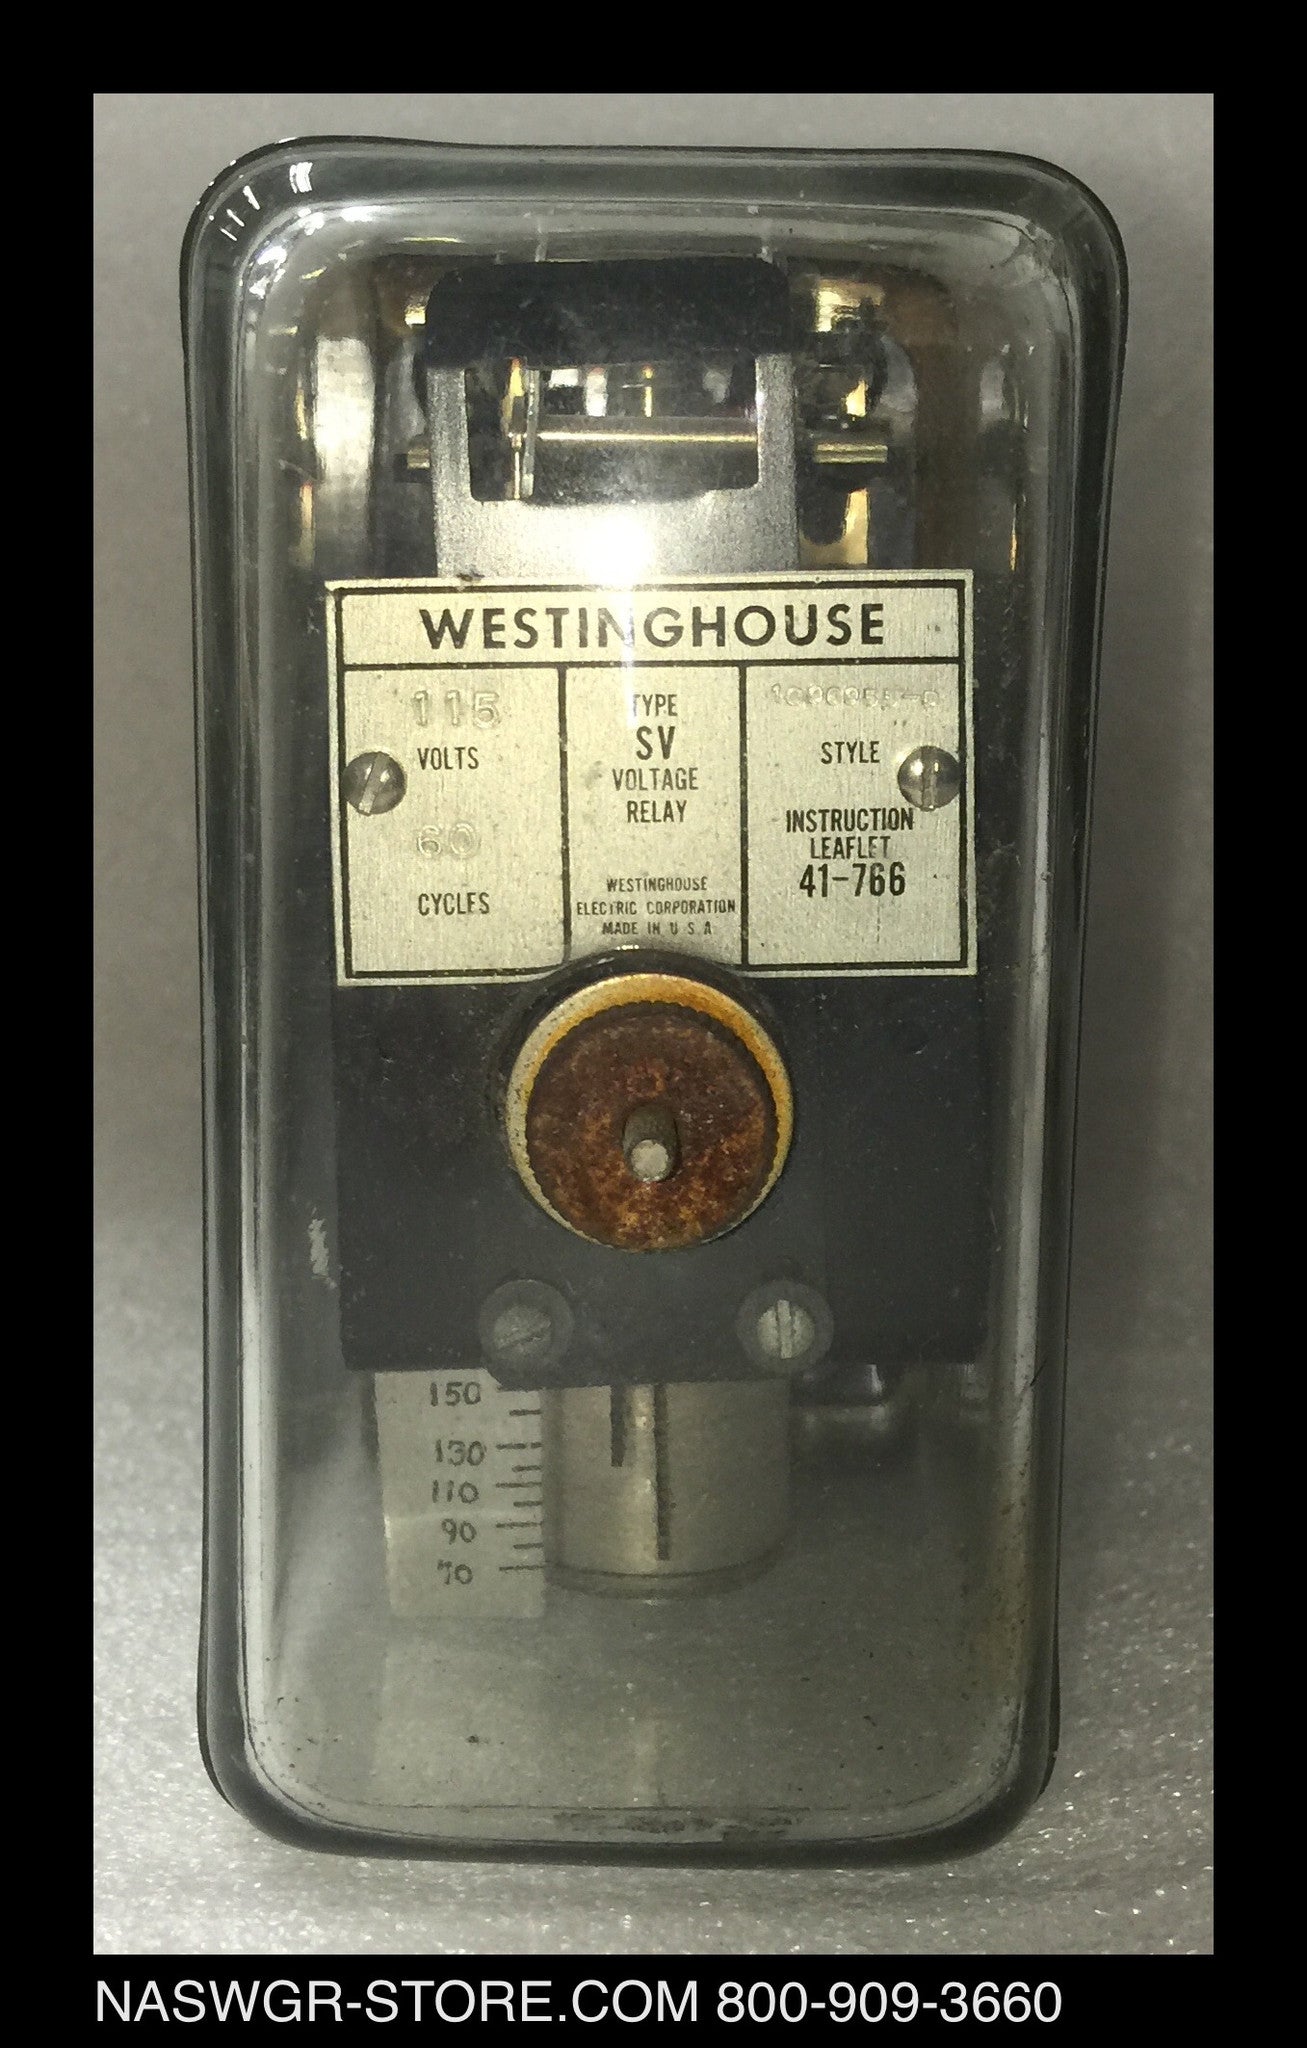 WESTINGHOUSE
115
VOLTS
60
CYCLES
TYPE
SV
VOLTAGE
RELAY
WESTINGHOUSE
ELECTRIC CORPORATION
MADE IN U S A
STYLE
INSTRUCTION
LEAFLET
41-766
150
130
110
90
70
NASWGR-STORE.COM 800-909-3660